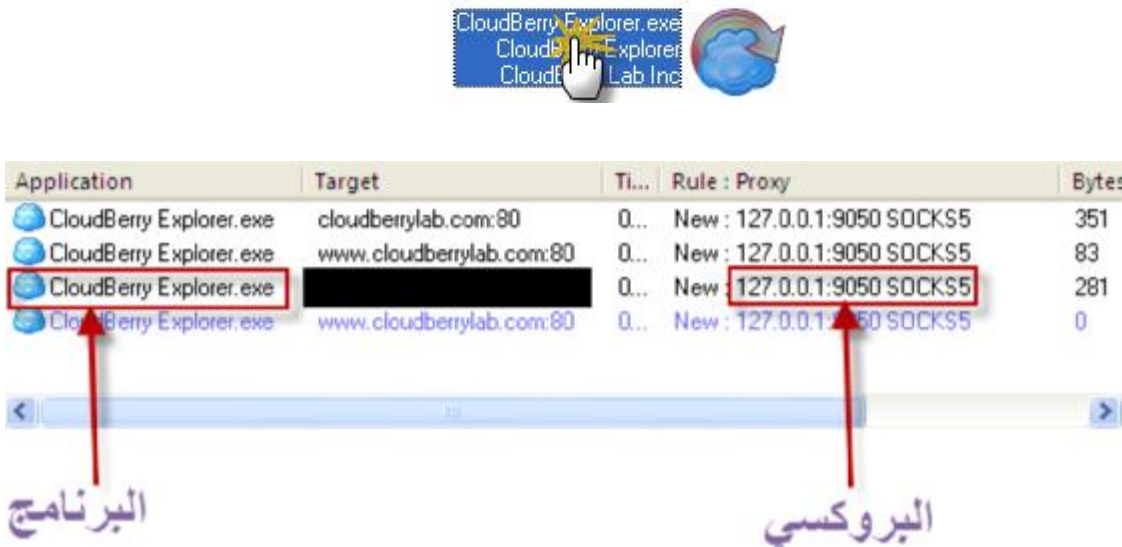 CloudBerry Explorer.exe
CloudBerry Explorer
CloudBerry Lab Inc
Application Target Ti... Rule : Proxy Bytes
CloudBerry Explorer.exe cloudberrylab.com:80 0... New : 127.0.0.1:9050 SOCKS5 351
CloudBerry Explorer.exe www.cloudberrylab.com:80 0... New : 127.0.0.1:9050 SOCKS5 83
CloudBerry Explorer.exe 0... New : 127.0.0.1:9050 SOCKS5 281
CloudBerry Explorer.exe www.cloudberrylab.com:80 0... New : 127.0.0.1:9050 SOCKS5 0
البرنامج
البروكسي